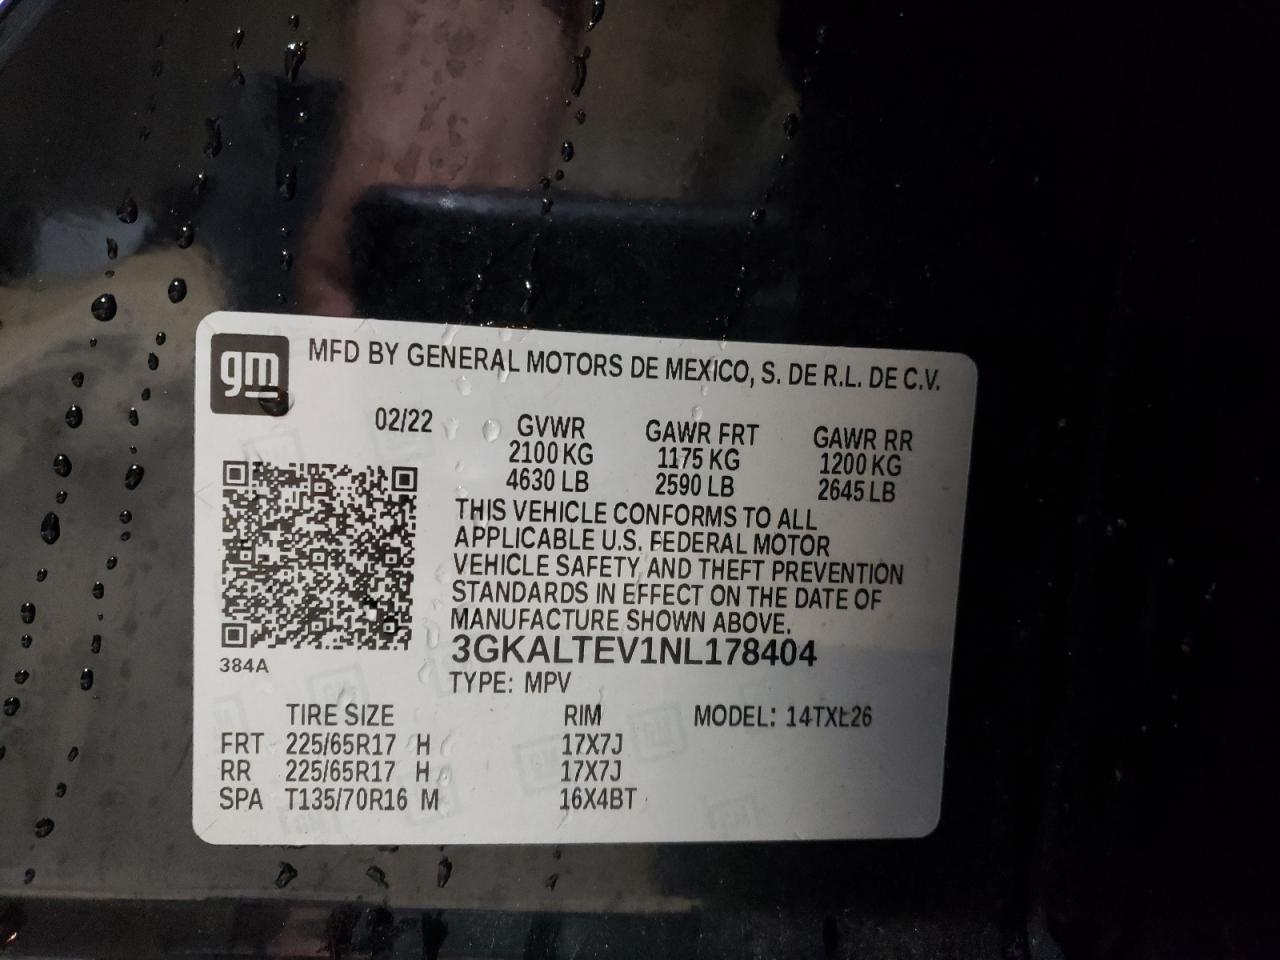 gm
MFD BY GENERAL MOTORS DE MEXICO, S. DE R.L. DE C.V.
02/22 GVWR GAWR FRT GAWR RR
2100 KG 1175 KG 1200 KG
4630 LB 2590 LB 2645 LB
THIS VEHICLE CONFORMS TO ALL
APPLICABLE U.S. FEDERAL MOTOR
VEHICLE SAFETY AND THEFT PREVENTION
STANDARDS IN EFFECT ON THE DATE OF
MANUFACTURE SHOWN ABOVE.
3GKALTEV1NL178404
384A
TYPE: MPV
TIRE SIZE RIM MODEL: 14TXL26
FRT 225/65R17 H 17X7J
RR 225/65R17 H 17X7J
SPA T135/70R16 M 16X4BT